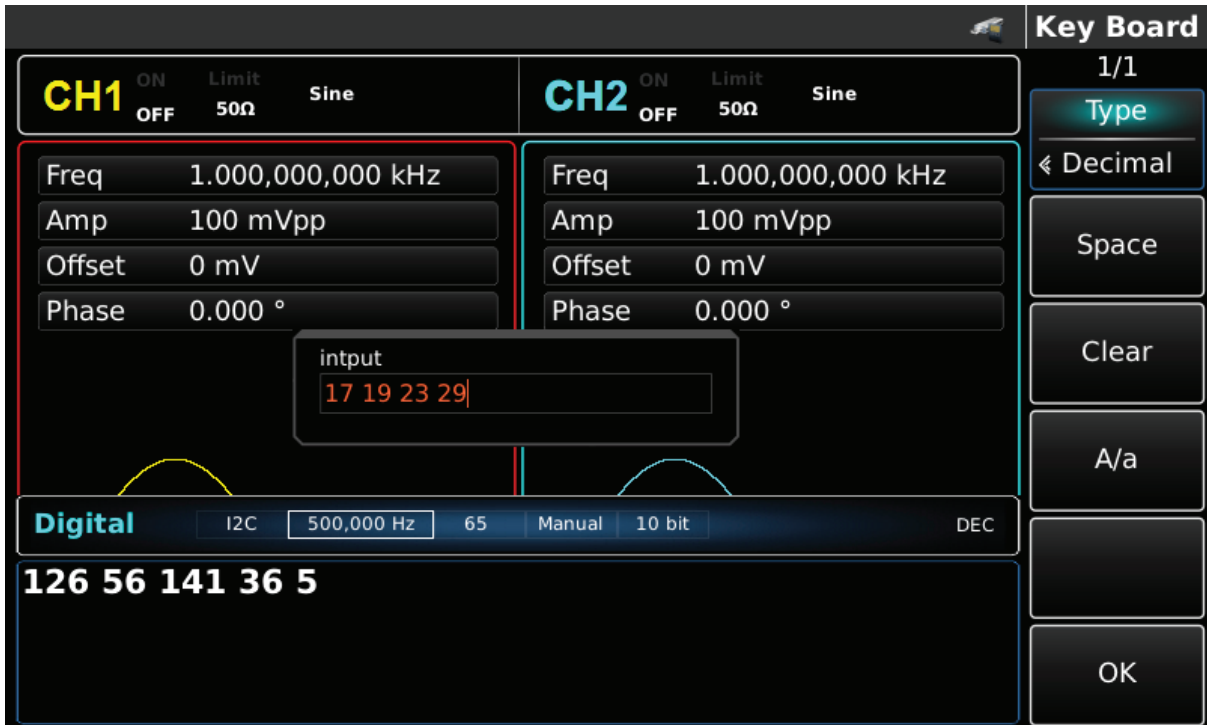 Key Board
1/1
CH1 ON OFF Limit 50Ω Sine
CH2 ON OFF Limit 50Ω Sine
Type
« Decimal
Freq 1.000,000,000 kHz
Amp 100 mVpp
Offset 0 mV
Phase 0.000 °
Freq 1.000,000,000 kHz
Amp 100 mVpp
Offset 0 mV
Phase 0.000 °
Space
Clear
A/a
OK
intput
17 19 23 29
Digital I2C 500,000 Hz 65 Manual 10 bit DEC
126 56 141 36 5